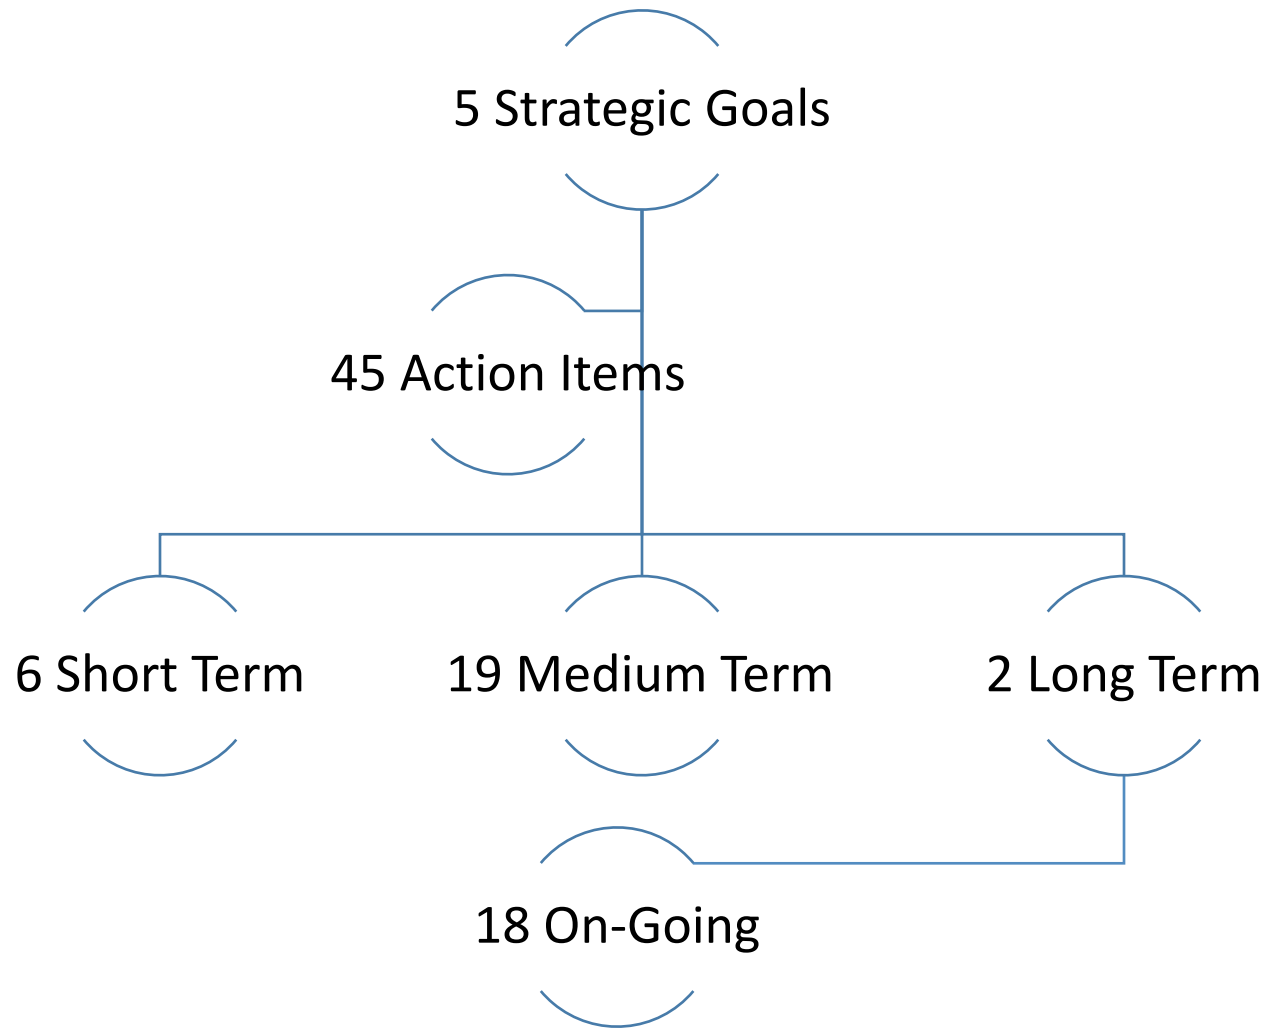 5 Strategic Goals
45 Action Items
6 Short Term
19 Medium Term
2 Long Term
18 On-Going